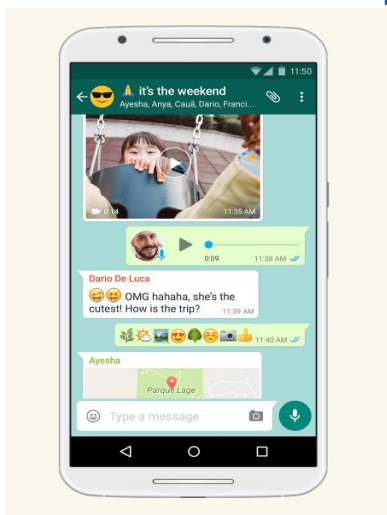 11:50
🙏 it's the weekend
Ayesha, Anya, Cauã, Dario, Franci...
0:14 11:35 AM
0:09 11:38 AM
Dario De Luca
😜😝 OMG hahaha, she's the
cutest! How is the trip? 11:39 AM
🌿🌤🏞😍🌳☺️📷👍 11:40 AM
Ayesha
Parque Lage
Type a message